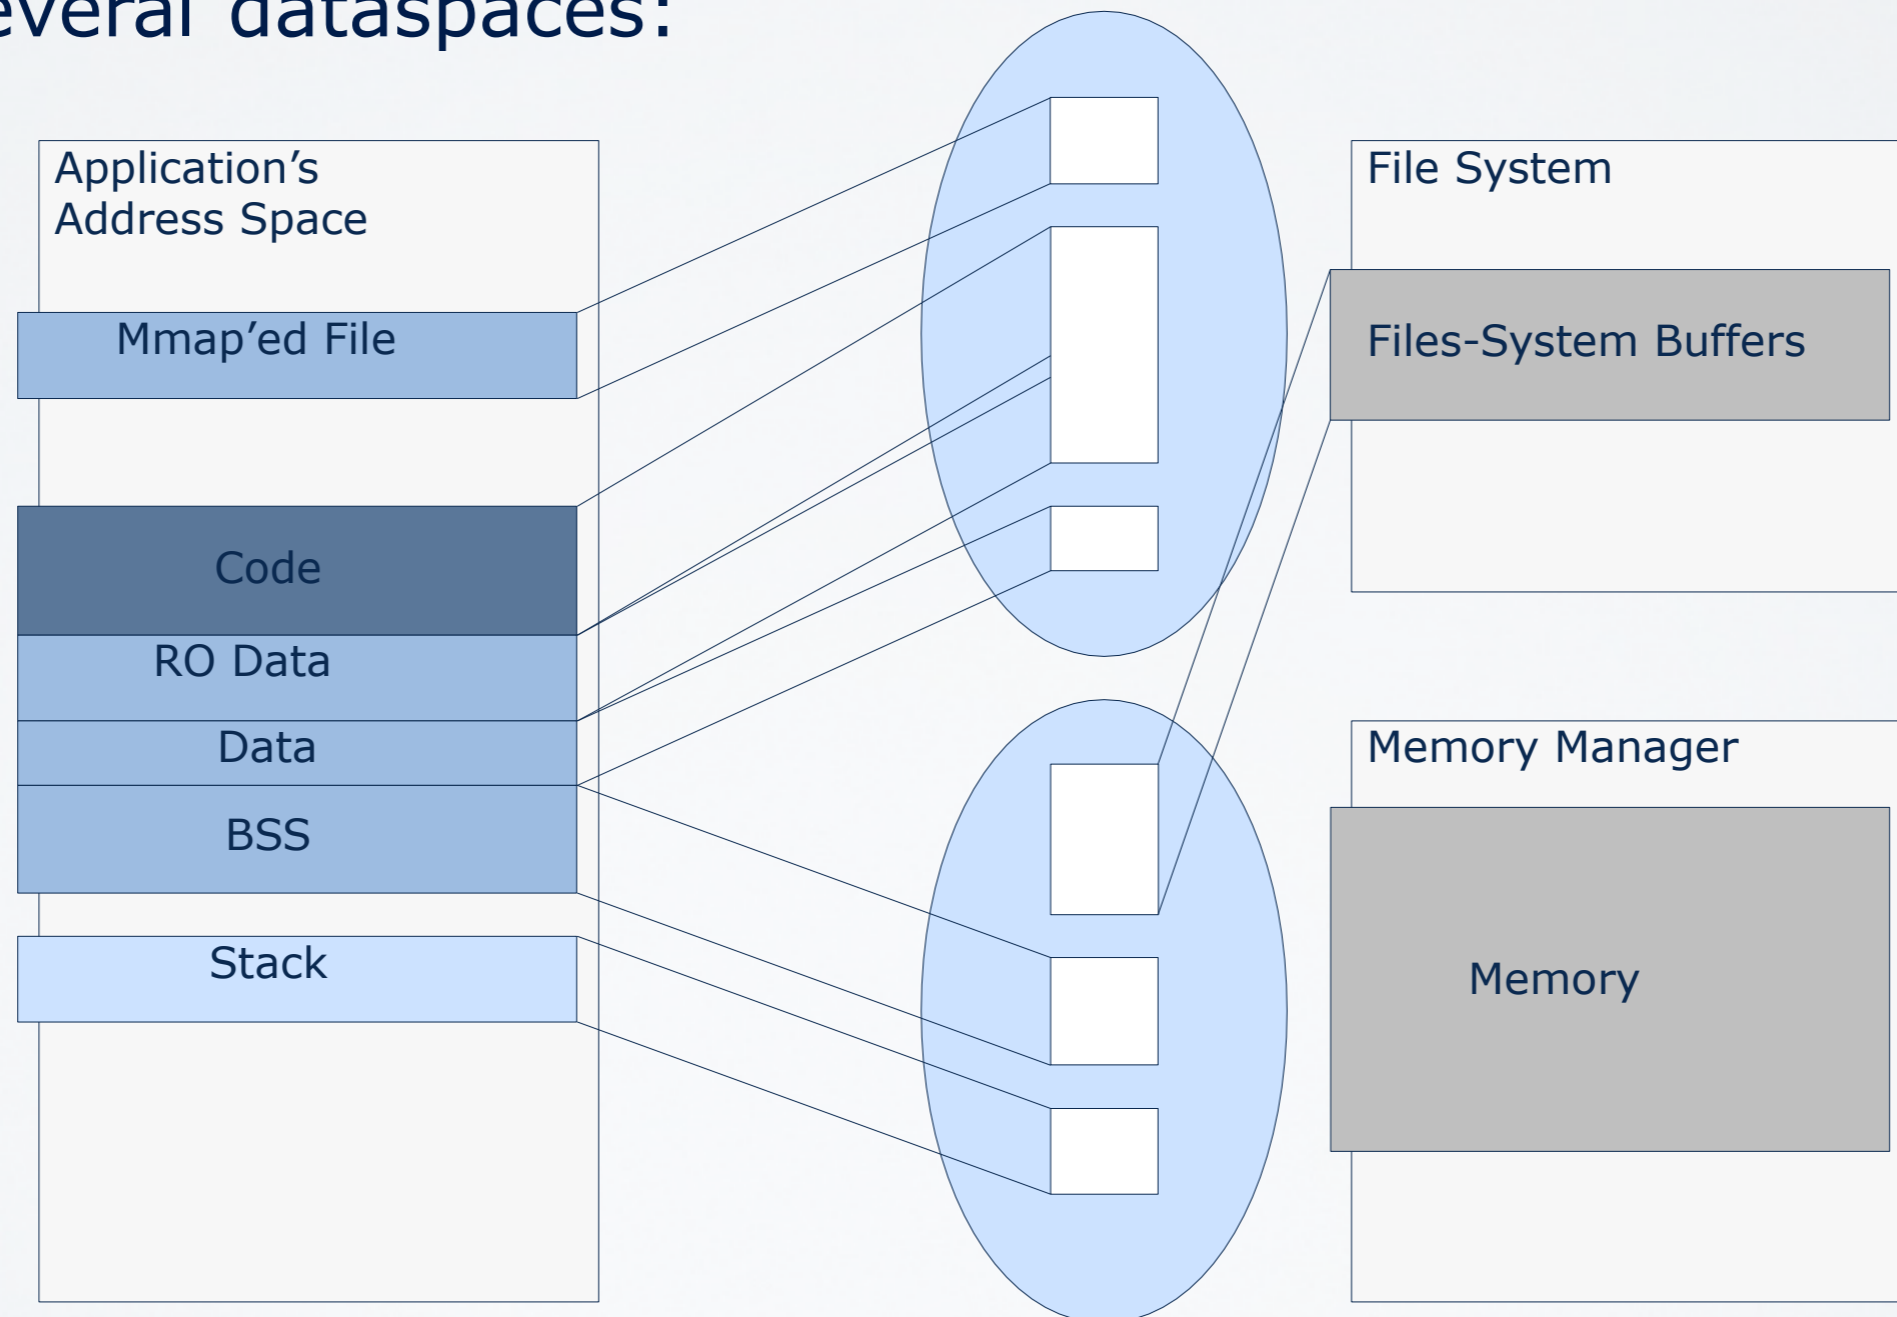 everal dataspaces:
Application’s
Address Space
Mmap’ed File
Code
RO Data
Data
BSS
Stack
File System
Files-System Buffers
Memory Manager
Memory